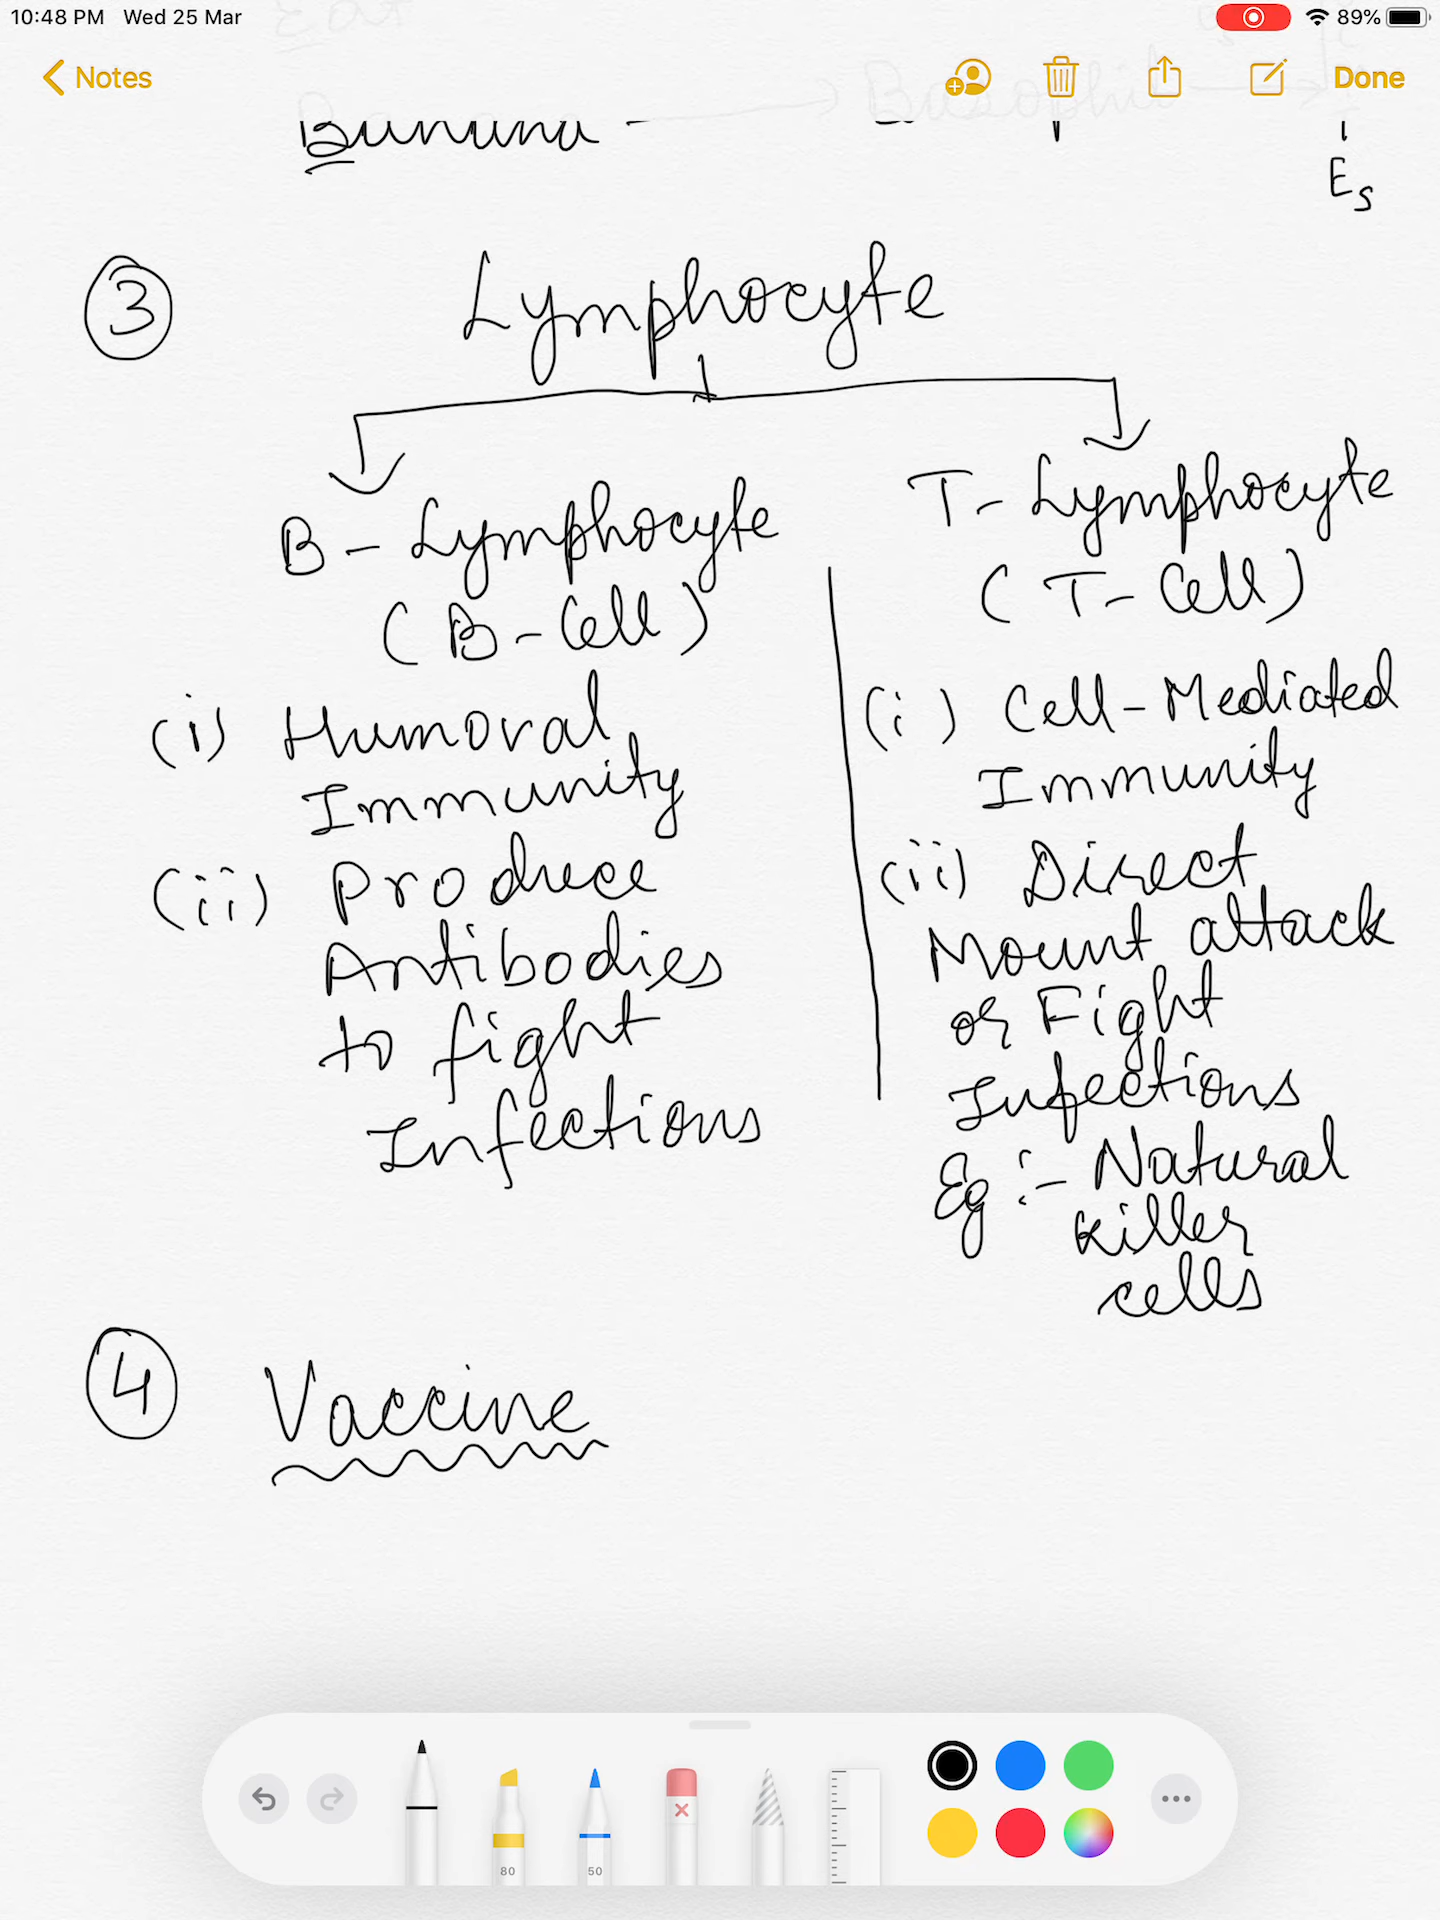 10:48 PM Wed 25 Mar
89%
Notes
Done
Basophil
Banana -
Es
3
Lymphocyte
B - Lymphocyte
(B - Cell)
(i) Humoral
Immunity
(ii) Produce
Antibodies
to fight
Infections
T - Lymphocyte
(T - Cell)
(i) Cell - Mediated
Immunity
(ii) Direct
Mount attack
or Fight
Infections
Eg :- Natural
killer
cells
4
Vaccine
80
50